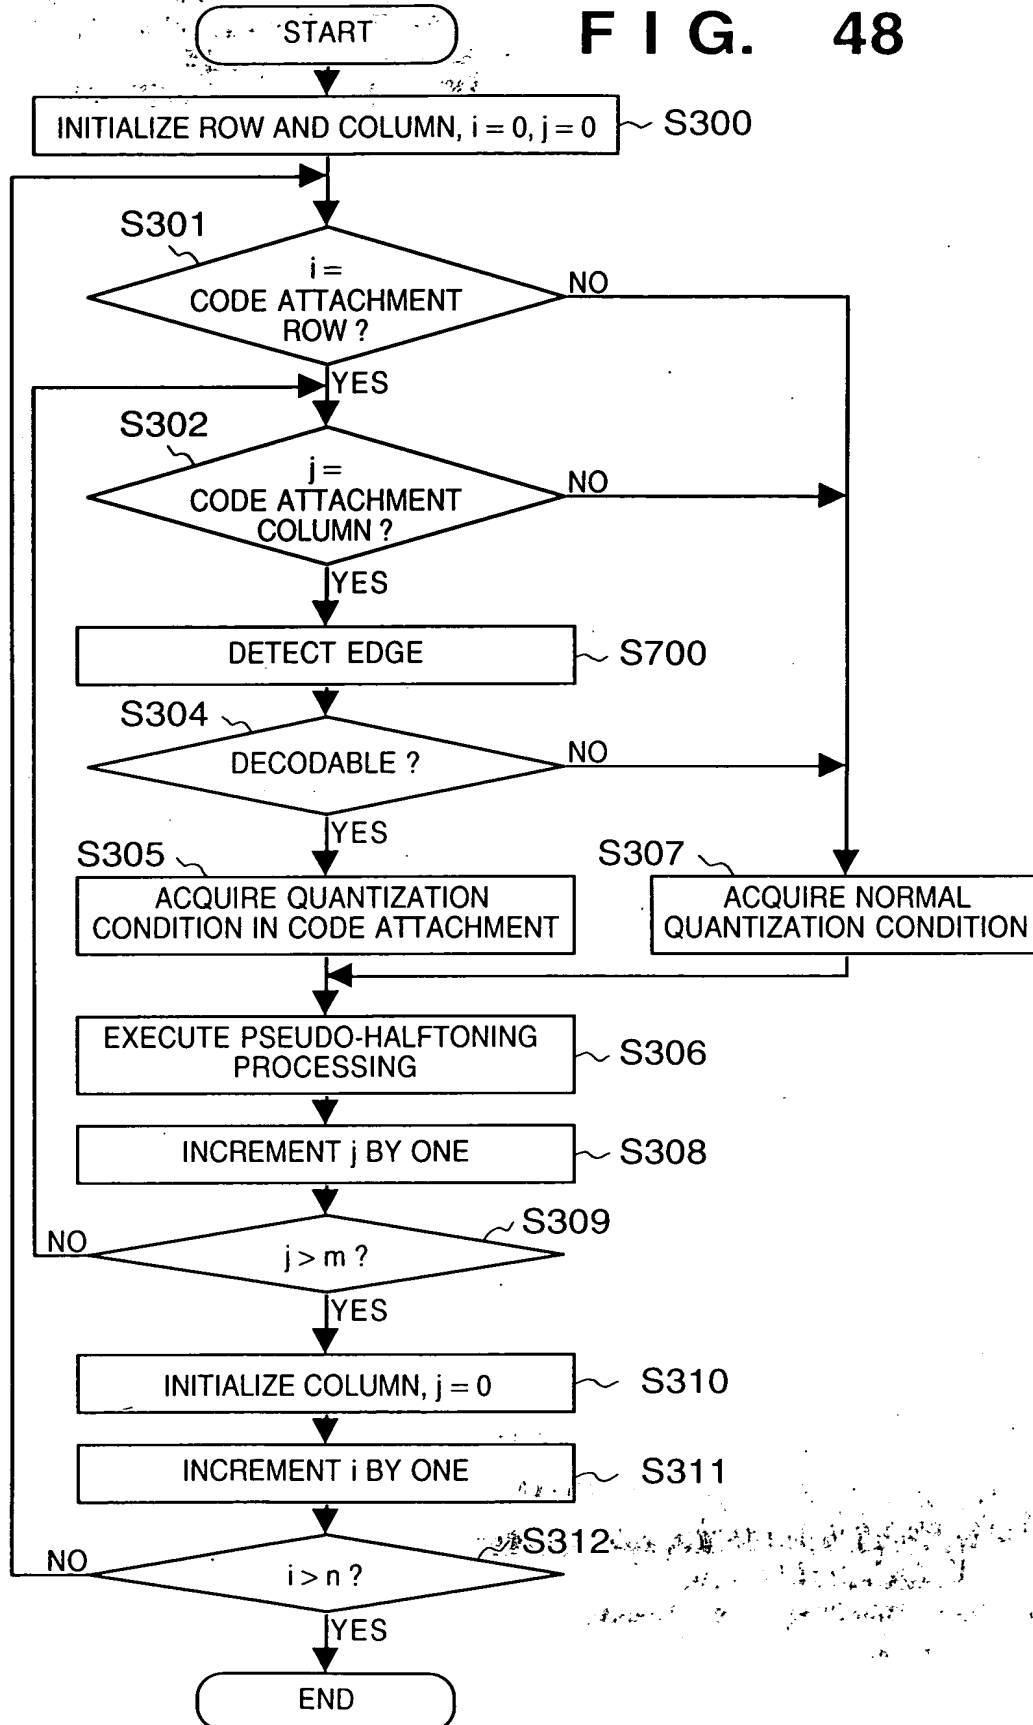 START
F I G. 48
INITIALIZE ROW AND COLUMN, i = 0, j = 0
S300
S301
i =
CODE ATTACHMENT
ROW ?
NO
YES
S302
j =
CODE ATTACHMENT
COLUMN ?
NO
YES
DETECT EDGE
S700
S304
DECODABLE ?
NO
YES
S305
ACQUIRE QUANTIZATION
CONDITION IN CODE ATTACHMENT
S307
ACQUIRE NORMAL
QUANTIZATION CONDITION
EXECUTE PSEUDO-HALFTONING
PROCESSING
S306
INCREMENT j BY ONE
S308
S309
NO
j > m ?
YES
INITIALIZE COLUMN, j = 0
S310
INCREMENT i BY ONE
S311
S312
NO
i > n ?
YES
END